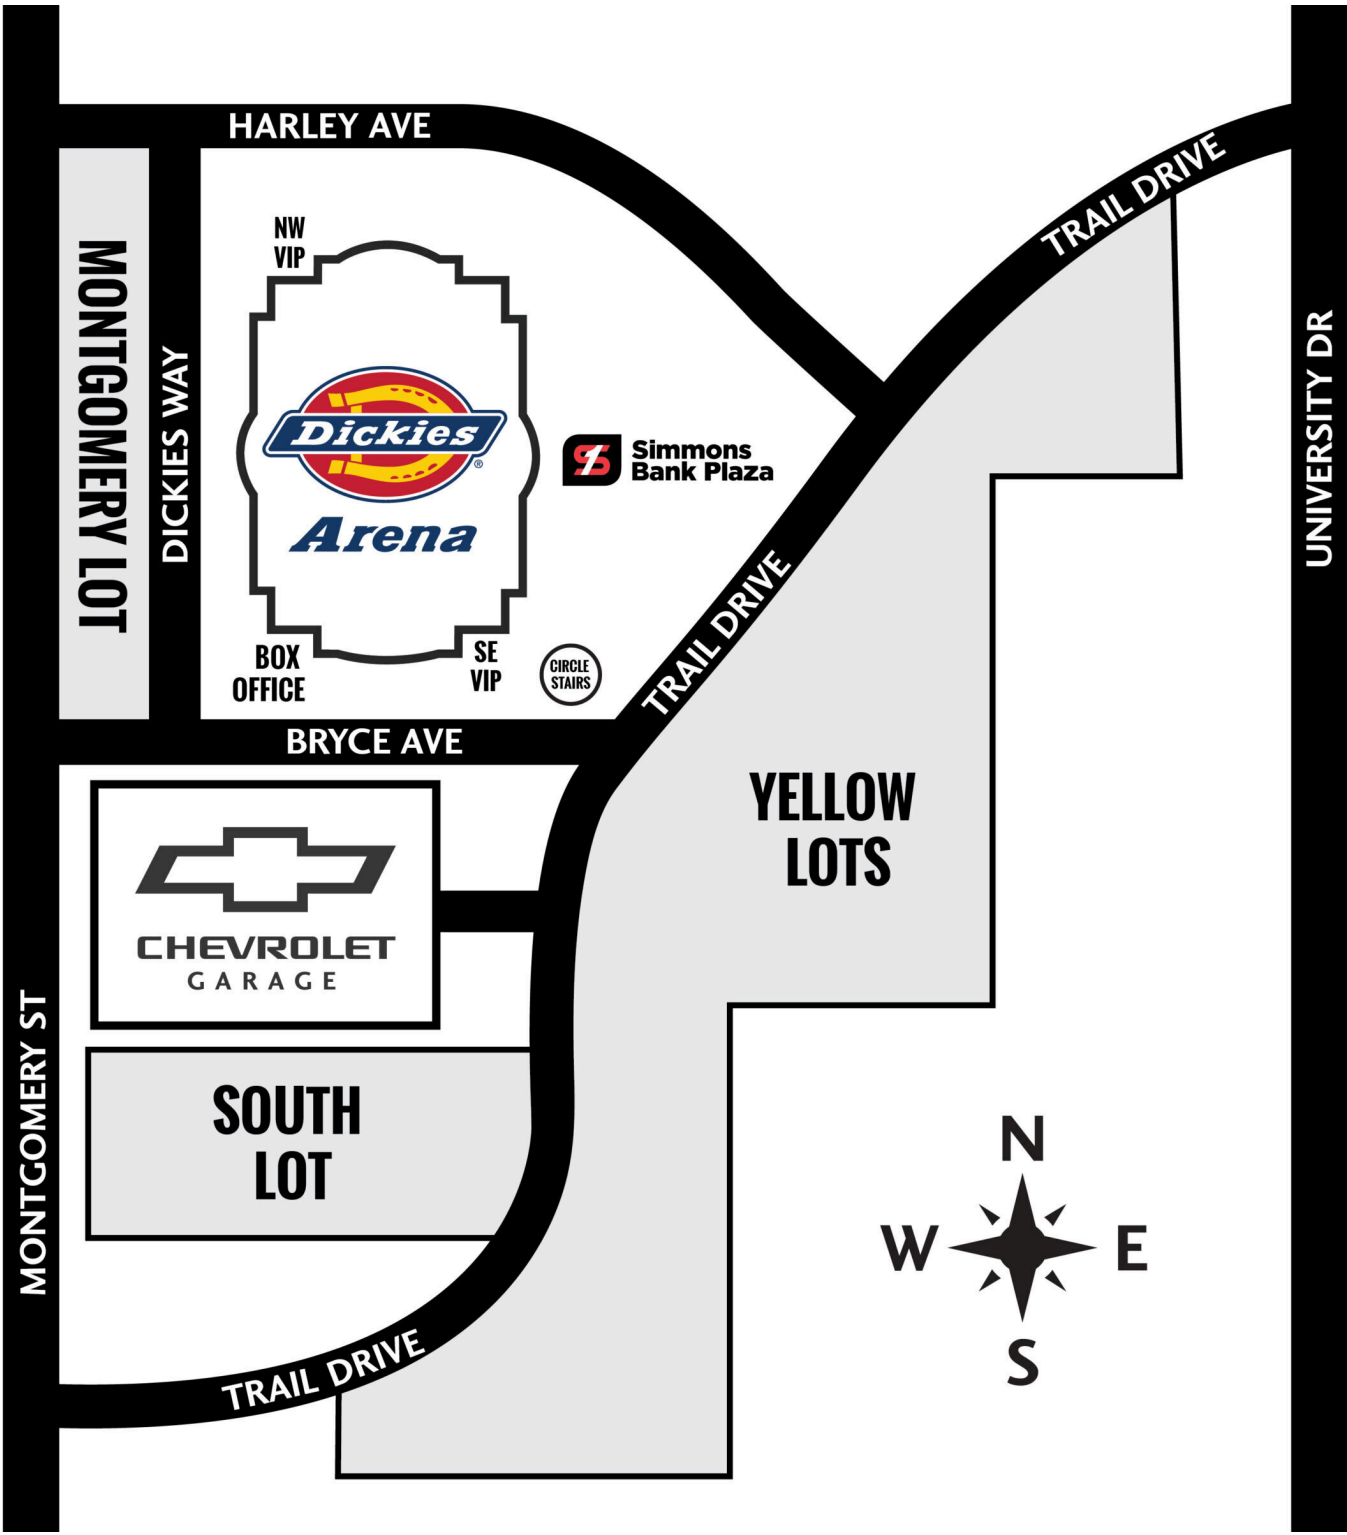 HARLEY AVE
TRAIL DRIVE
NW
VIP
MONTGOMERY LOT
DICKIES WAY
UNIVERSITY DR
Dickies
®
Arena
Simmons
Bank Plaza
TRAIL DRIVE
BOX
OFFICE
SE
VIP
CIRCLE
STAIRS
BRYCE AVE
YELLOW
LOTS
CHEVROLET
GARAGE
MONTGOMERY ST
SOUTH
LOT
N
W
E
S
TRAIL DRIVE